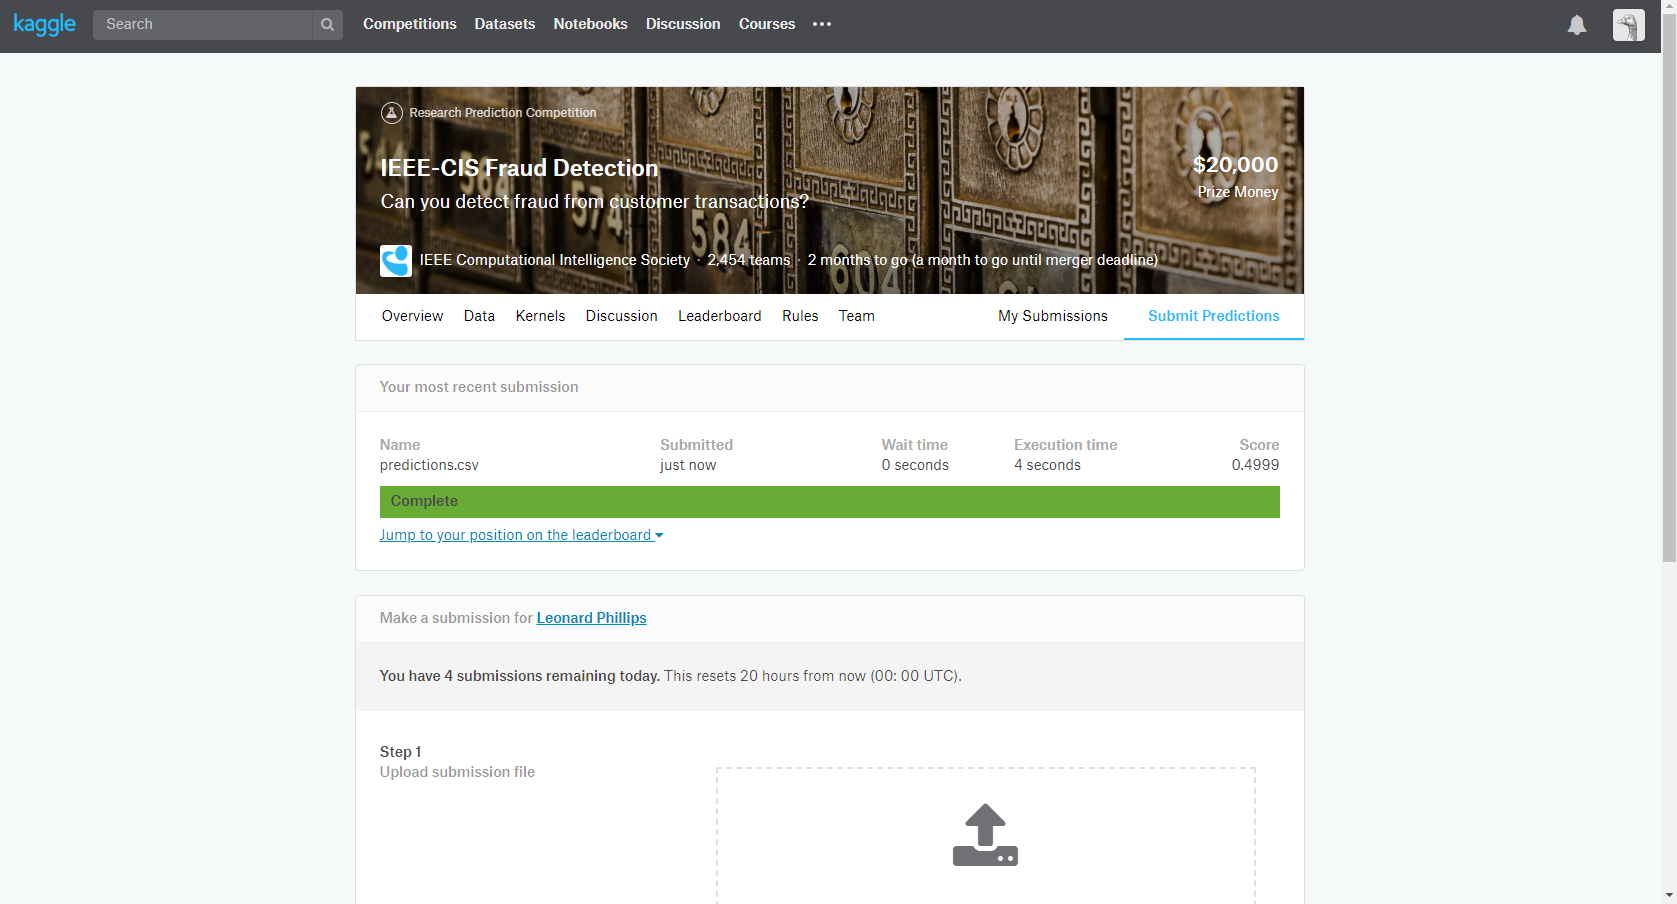 kaggle
Search
Competitions Datasets Notebooks Discussion Courses
Research Prediction Competition
IEEE-CIS Fraud Detection
$20,000
Can you detect fraud from customer transactions?
Prize Money
574
584
604
IEEE Computational Intelligence Society · 2,454 teams · 2 months to go (a month to go until merger deadline)
Overview Data Kernels Discussion Leaderboard Rules Team My Submissions Submit Predictions
Your most recent submission
Name Submitted Wait time Execution time Score
predictions.csv just now 0 seconds 4 seconds 0.4999
Complete
Jump to your position on the leaderboard
Make a submission for Leonard Phillips
You have 4 submissions remaining today. This resets 20 hours from now (00: 00 UTC).
Step 1
Upload submission file